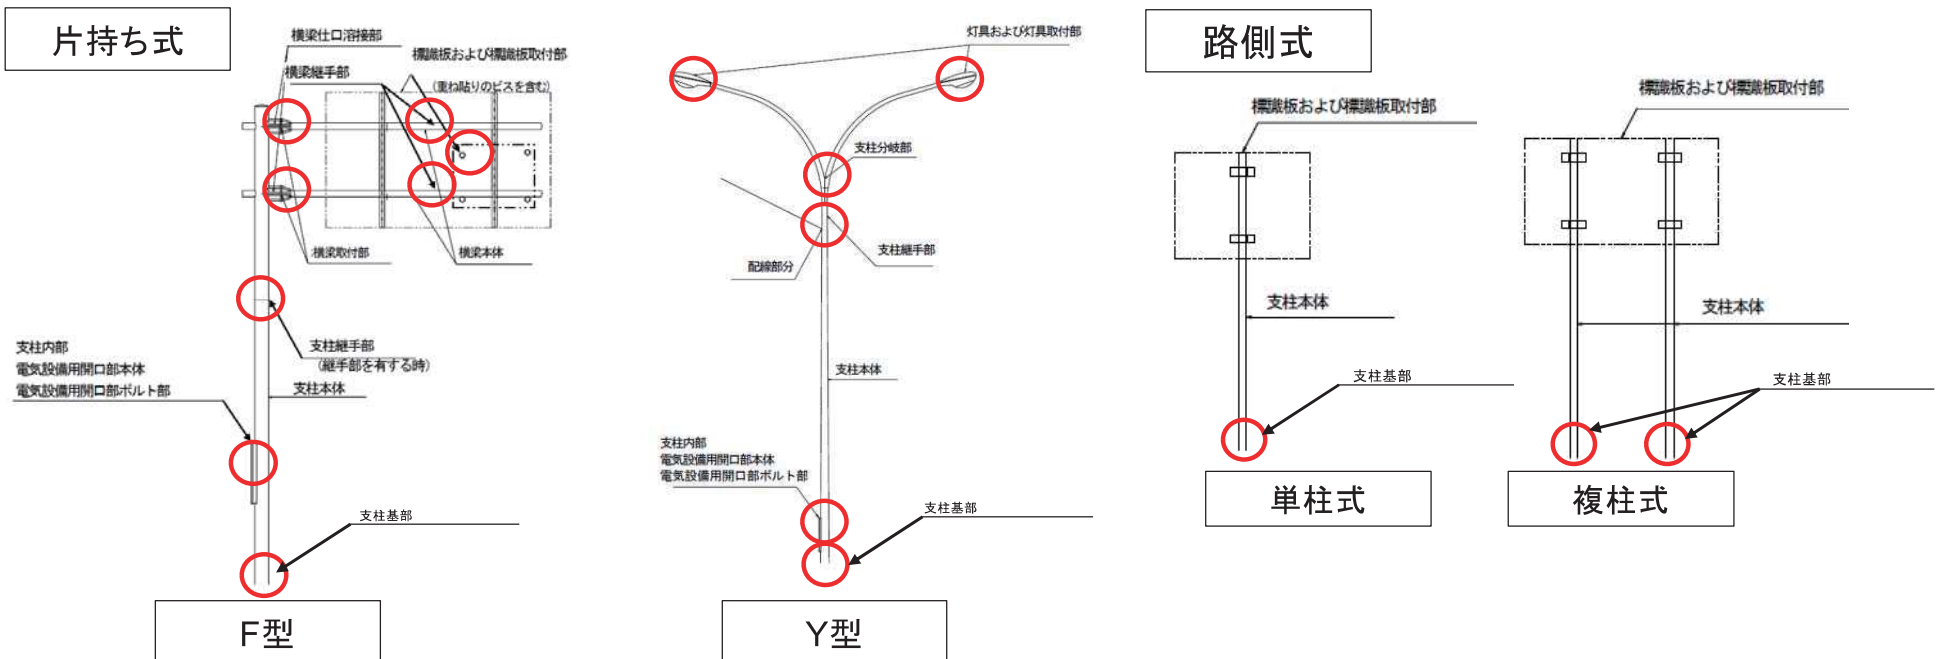 片持ち式
横梁仕口溶接部
標識板および標識板取付部
横梁継手部
(重ね貼りのビスを含む)
横梁取付部
横梁本体
支柱継手部
(継手部を有する時)
支柱内部
電気設備用開口部本体
電気設備用開口部ボルト部
支柱本体
支柱基部
F型
灯具および灯具取付部
支柱分岐部
支柱継手部
配線部分
支柱本体
支柱内部
電気設備用開口部本体
電気設備用開口部ボルト部
支柱基部
Y型
路側式
標識板および標識板取付部
支柱本体
支柱基部
単柱式
標識板および標識板取付部
支柱本体
支柱基部
複柱式